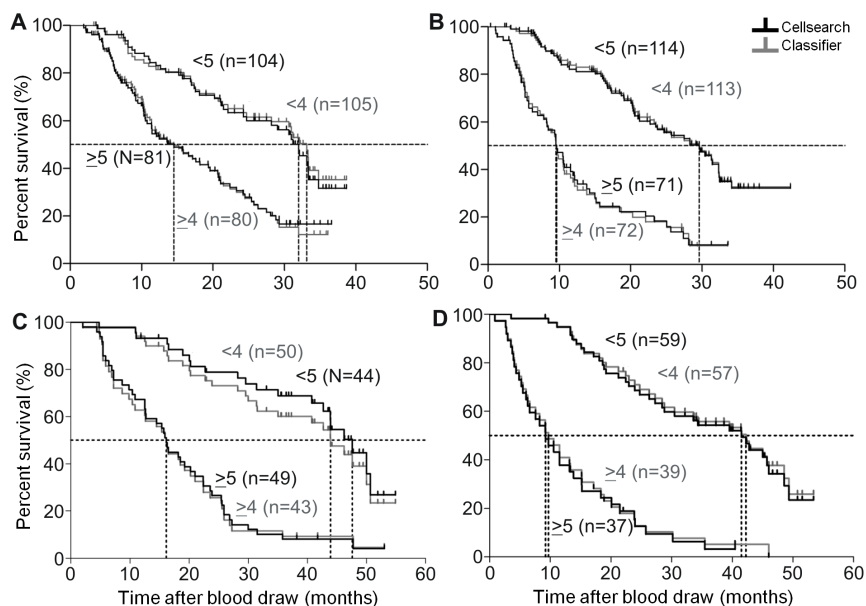 A
Percent survival (%)
100
80
60
40
20
0
<5 (n=104)
<4 (n=105)
≥5 (N=81)
≥4 (n=80)
0 10 20 30 40 50
B
Cellsearch
Classifier
100
80
60
40
20
0
<5 (n=114)
<4 (n=113)
≥5 (n=71)
≥4 (n=72)
0 10 20 30 40 50
C
Percent survival (%)
100
80
60
40
20
0
<4 (n=50)
<5 (N=44)
≥5 (n=49)
≥4 (n=43)
0 10 20 30 40 50 60
Time after blood draw (months)
D
100
80
60
40
20
0
<5 (n=59)
<4 (n=57)
≥4 (n=39)
≥5 (n=37)
0 10 20 30 40 50 60
Time after blood draw (months)